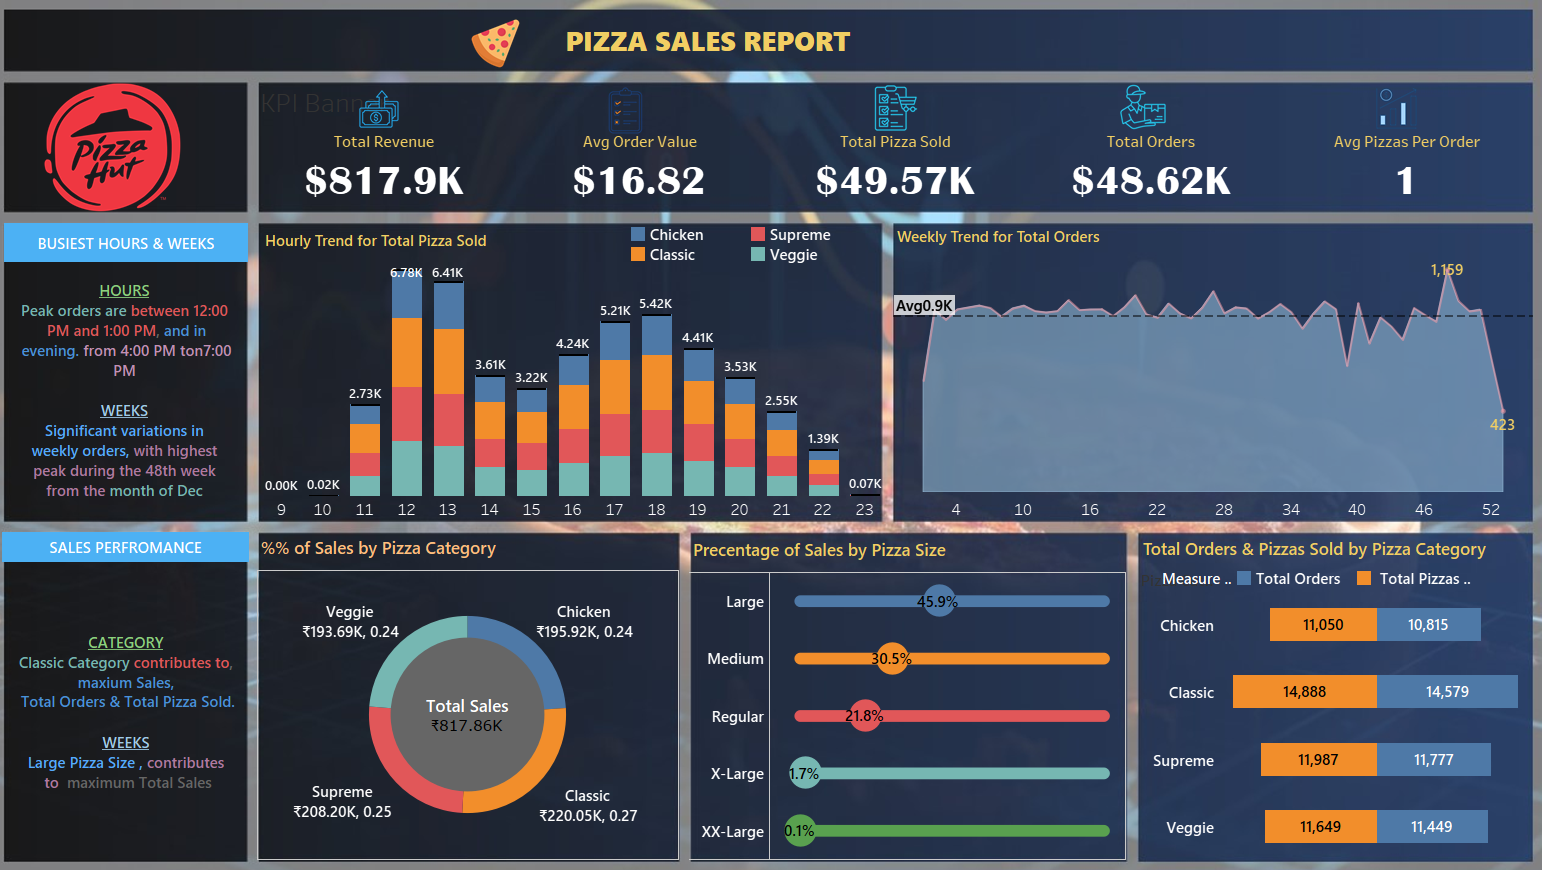 PIZZA SALES REPORT
Pizza
Hut
™
KPI Bann
Total Revenue
$817.9K
Avg Order Value
$16.82
Total Pizza Sold
$49.57K
Total Orders
$48.62K
Avg Pizzas Per Order
1
BUSIEST HOURS & WEEKS
HOURS
Peak orders are between 12:00
PM and 1:00 PM, and in
evening. from 4:00 PM ton7:00
PM
WEEKS
Significant variations in
weekly orders, with highest
peak during the 48th week
from the month of Dec
Hourly Trend for Total Pizza Sold
Chicken
Supreme
Classic
Veggie
0.00K
0.02K
2.73K
6.78K
6.41K
3.61K
3.22K
4.24K
5.21K
5.42K
4.41K
3.53K
2.55K
1.39K
0.07K
9 10 11 12 13 14 15 16 17 18 19 20 21 22 23
Weekly Trend for Total Orders
1,159
Avg0.9K
423
4 10 16 22 28 34 40 46 52
SALES PERFROMANCE
CATEGORY
Classic Category contributes to,
maxium Sales,
Total Orders & Total Pizza Sold.
WEEKS
Large Pizza Size , contributes
to maximum Total Sales
%% of Sales by Pizza Category
Veggie
₹193.69K, 0.24
Chicken
₹195.92K, 0.24
Total Sales
₹817.86K
Supreme
₹208.20K, 0.25
Classic
₹220.05K, 0.27
Precentage of Sales by Pizza Size
Large 45.9%
Medium 30.5%
Regular 21.8%
X-Large 1.7%
XX-Large 0.1%
Total Orders & Pizzas Sold by Pizza Category
Measure .. Total Orders Total Pizzas ..
Chicken 11,050 10,815
Classic 14,888 14,579
Supreme 11,987 11,777
Veggie 11,649 11,449